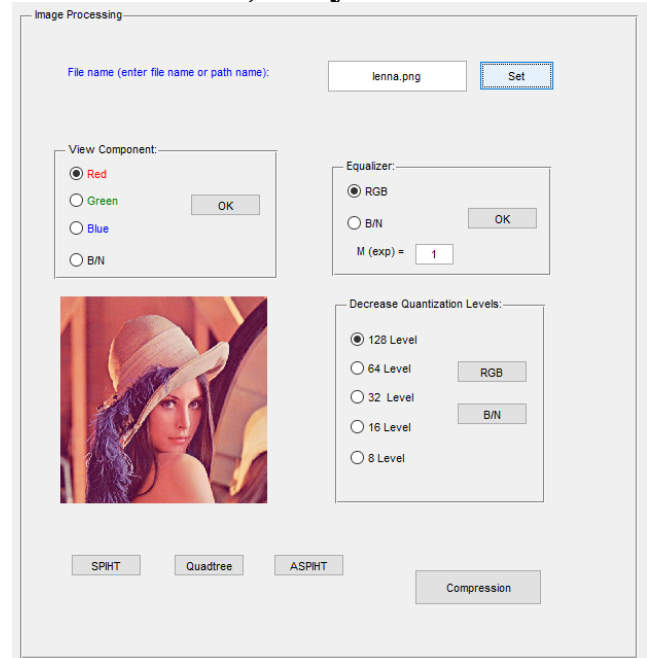 Image Processing
File name (enter file name or path name):
lenna.png
Set
View Component:
Red
Green
Blue
B/N
OK
Equalizer:
RGB
B/N
M (exp) =
1
OK
Decrease Quantization Levels:
128 Level
64 Level
32 Level
16 Level
8 Level
RGB
B/N
SPIHT
Quadtree
ASPIHT
Compression